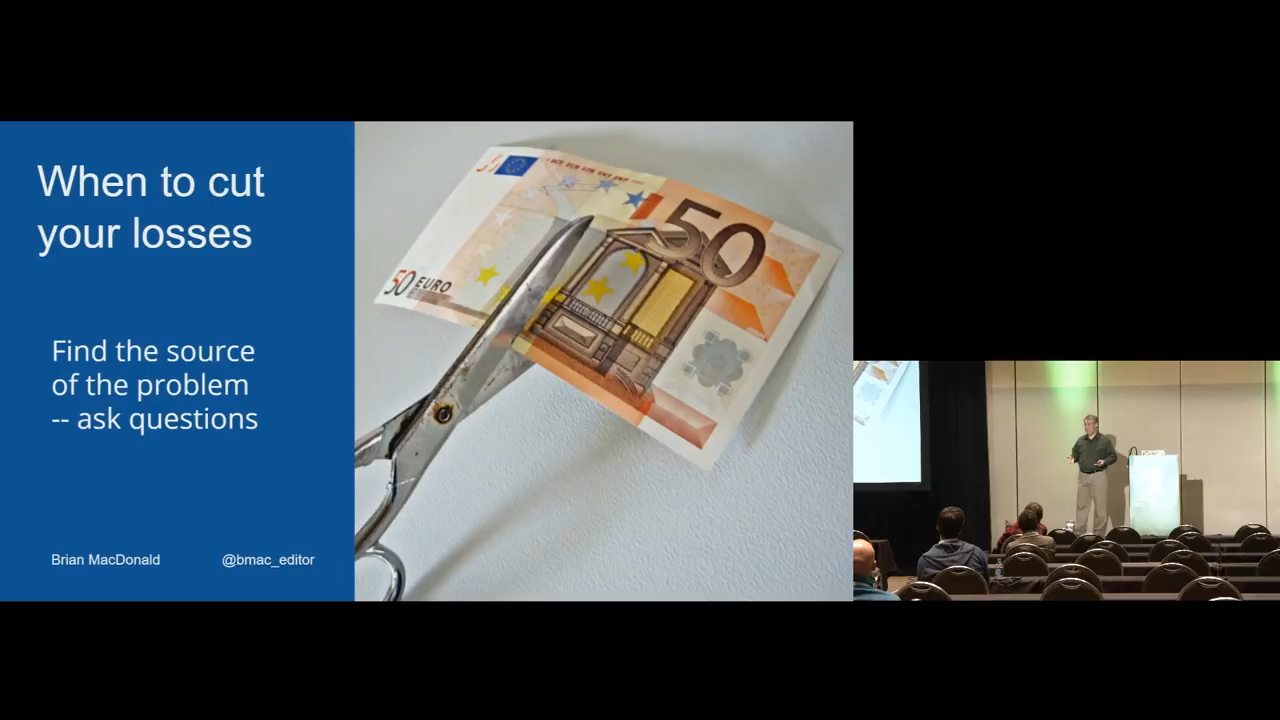 When to cut
your losses
Find the source
of the problem
-- ask questions
Brian MacDonald
@bmac_editor
50
50 EURO